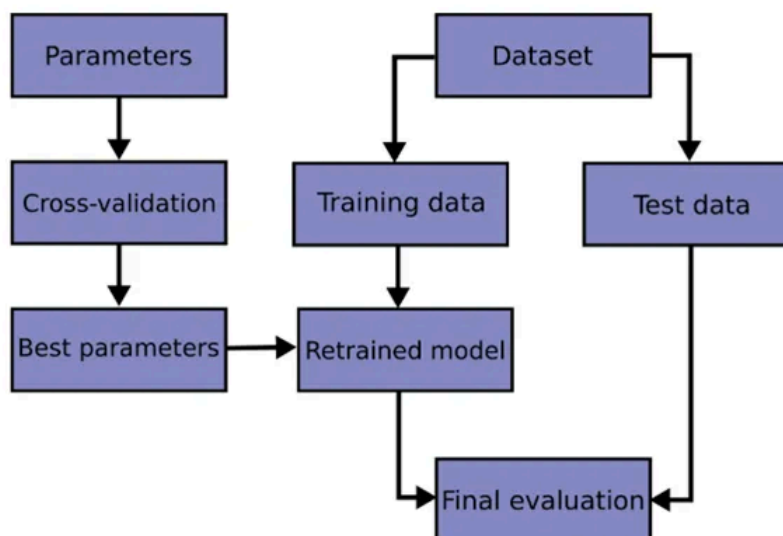 Parameters
Dataset
Cross-validation
Training data
Test data
Best parameters
Retrained model
Final evaluation